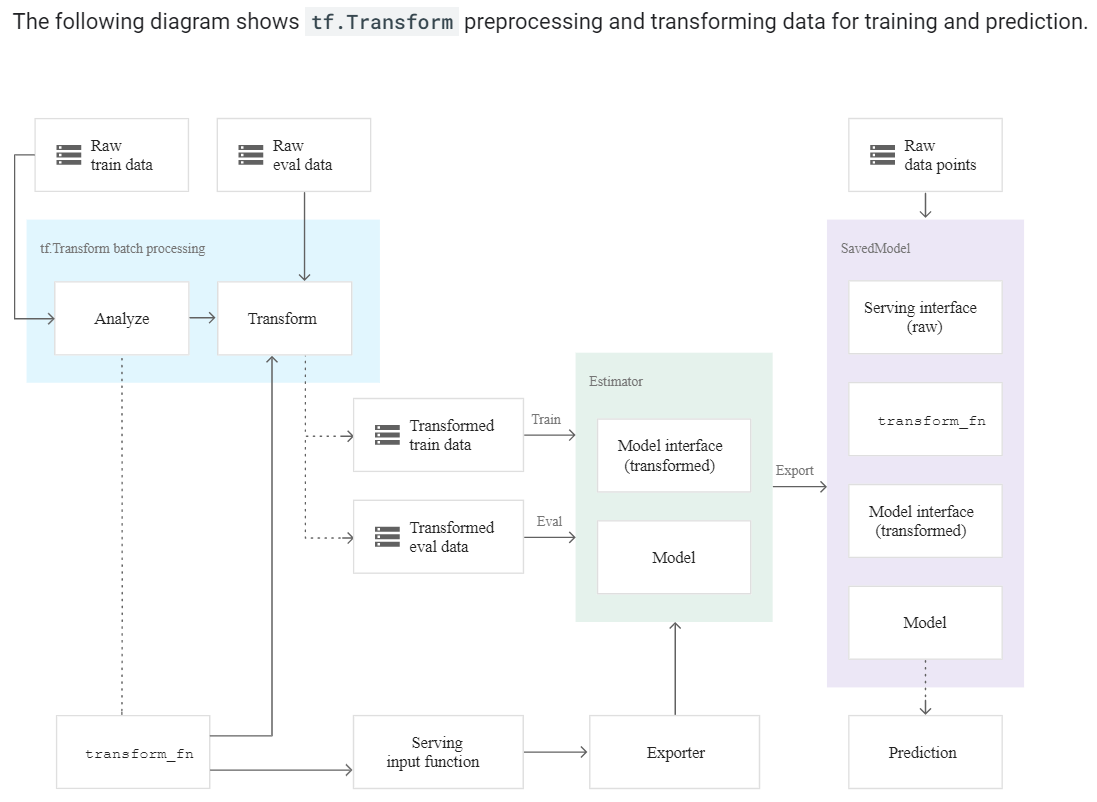 The following diagram shows tf.Transform preprocessing and transforming data for training and prediction.
Raw
train data
Raw
eval data
Raw
data points
tf.Transform batch processing
SavedModel
Analyze
Transform
Serving interface
(raw)
Estimator
Transformed
train data
Train
Model interface
(transformed)
transform_fn
Export
Transformed
eval data
Eval
Model
Model interface
(transformed)
Model
transform_fn
Serving
input function
Exporter
Prediction